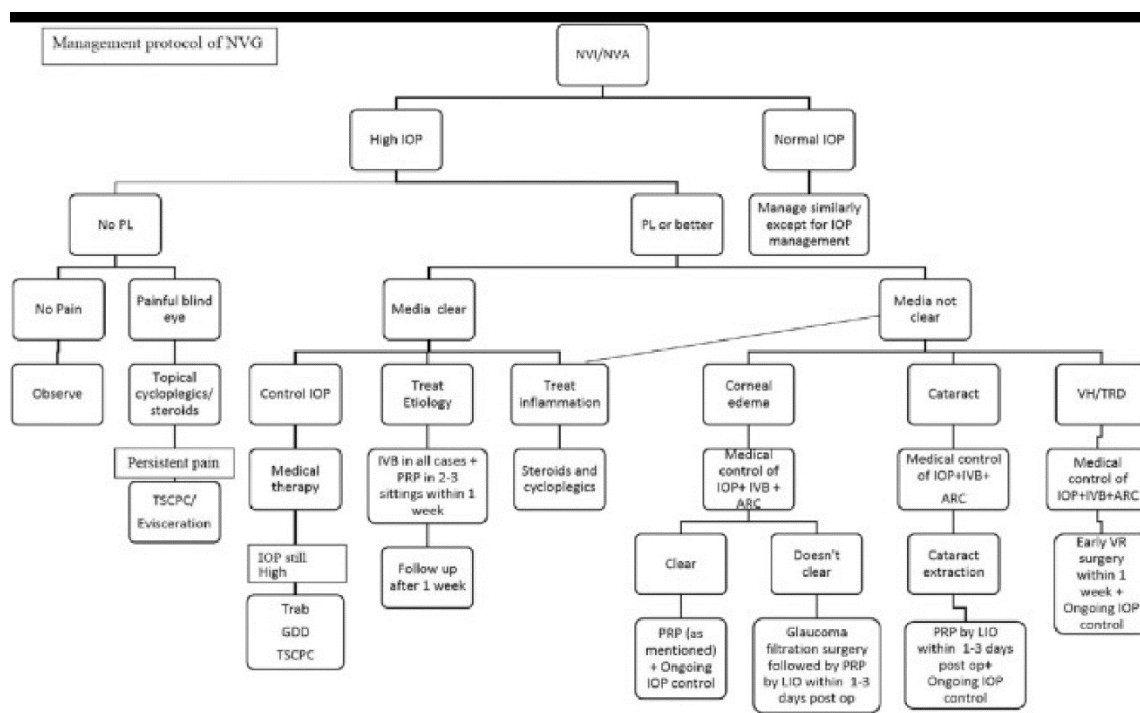 Management protocol of NVG
NVI/NVA
High IOP
Normal IOP
No PL
PL or better
Manage similarly
except for IOP
management
No Pain
Painful blind
eye
Media clear
Media not
clear
Observe
Topical
cycloplegics/
steroids
Control IOP
Treat
Etiology
Treat
inflammation
Corneal
edema
Cataract
VH/TRD
Persistent pain
TSCPC/
Evisceration
Medical
therapy
IVB in all cases +
PRP in 2-3
sittings within 1
week
Steroids and
cycloplegics
Medical
control of
IOP+ IVB +
ARC
Medical control
of IOP+IVB+
ARC
Medical
control of
IOP+IVB+ARC
IOP still
High
Follow up
after 1 week
Clear
Doesn't
clear
Cataract
extraction
Early VR
surgery
within 1
week +
Ongoing IOP
control
Trab
GDD
TSCPC
PRP (as
mentioned)
+ Ongoing
IOP control
Glaucoma
filtration surgery
followed by PRP
by LIO within 1-3
days post op
PRP by LIO
within 1-3 days
post op+
Ongoing IOP
control